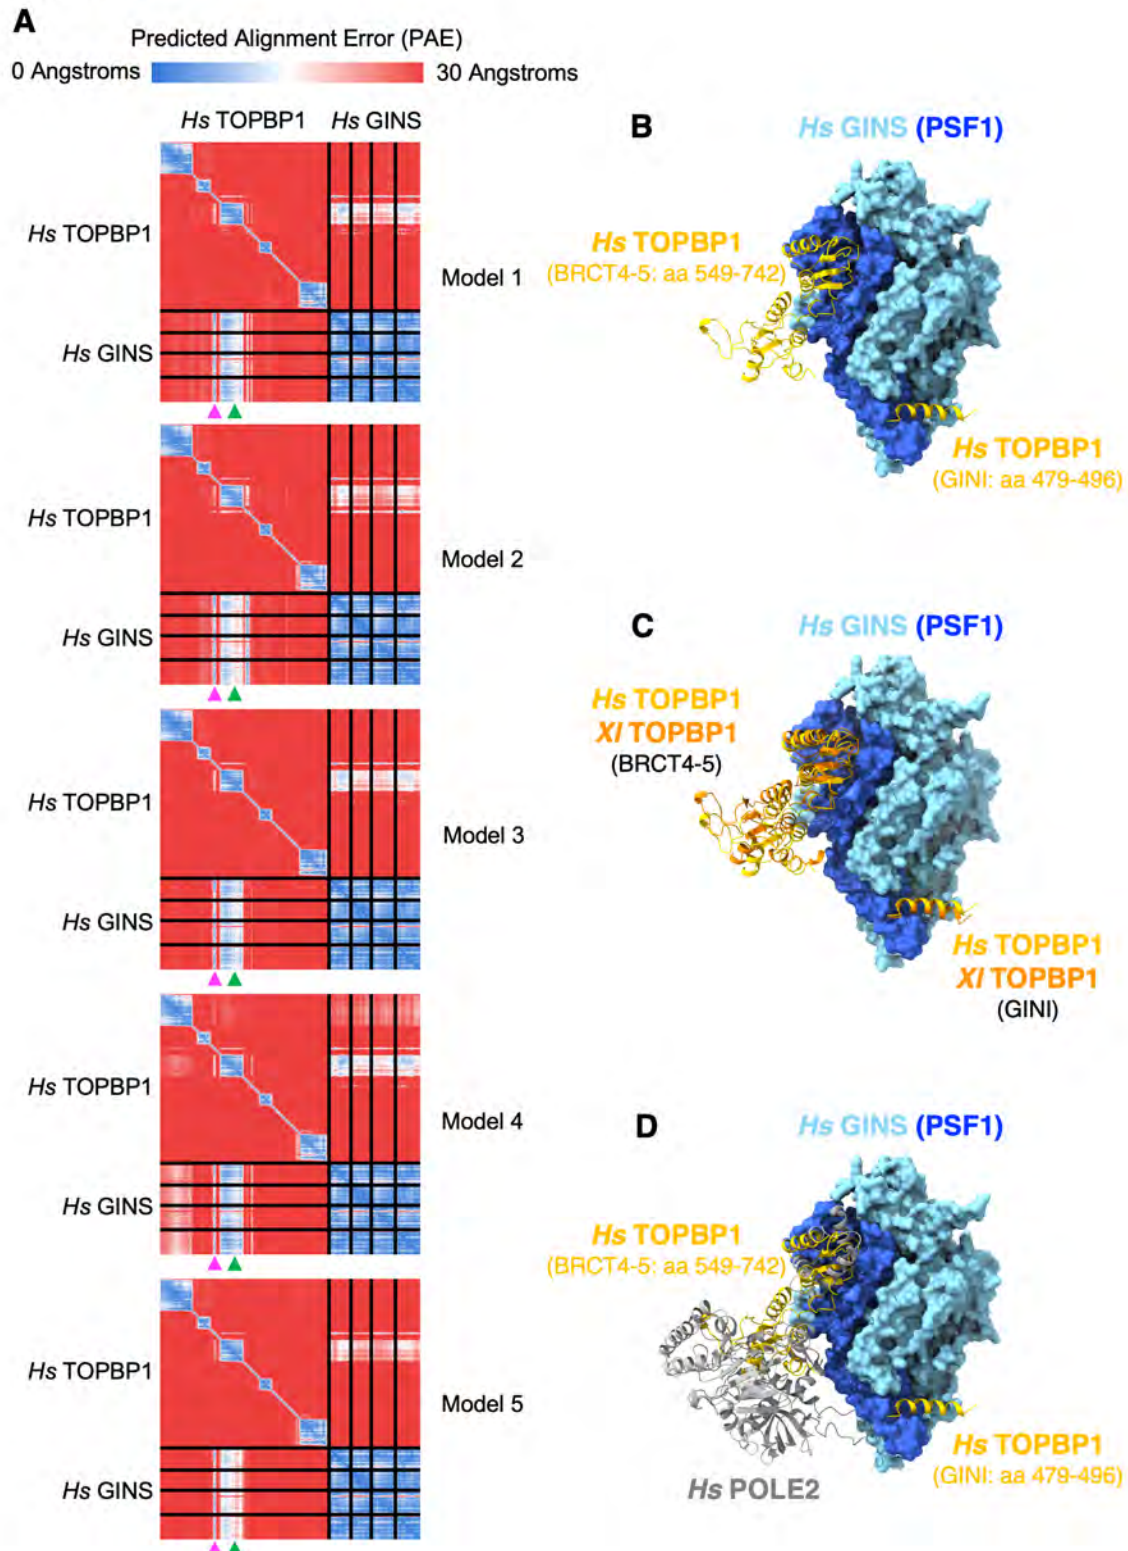 A
Predicted Alignment Error (PAE)
0 Angstroms
30 Angstroms
Hs TOPBP1
Hs GINS
Hs TOPBP1
Model 1
Hs GINS
Hs TOPBP1
Model 2
Hs GINS
Hs TOPBP1
Model 3
Hs GINS
Hs TOPBP1
Model 4
Hs GINS
Hs TOPBP1
Model 5
Hs GINS
B
Hs GINS (PSF1)
Hs TOPBP1
(BRCT4-5: aa 549-742)
Hs TOPBP1
(GINI: aa 479-496)
C
Hs GINS (PSF1)
Hs TOPBP1
Xl TOPBP1
(BRCT4-5)
Hs TOPBP1
Xl TOPBP1
(GINI)
D
Hs GINS (PSF1)
Hs TOPBP1
(BRCT4-5: aa 549-742)
Hs POLE2
Hs TOPBP1
(GINI: aa 479-496)